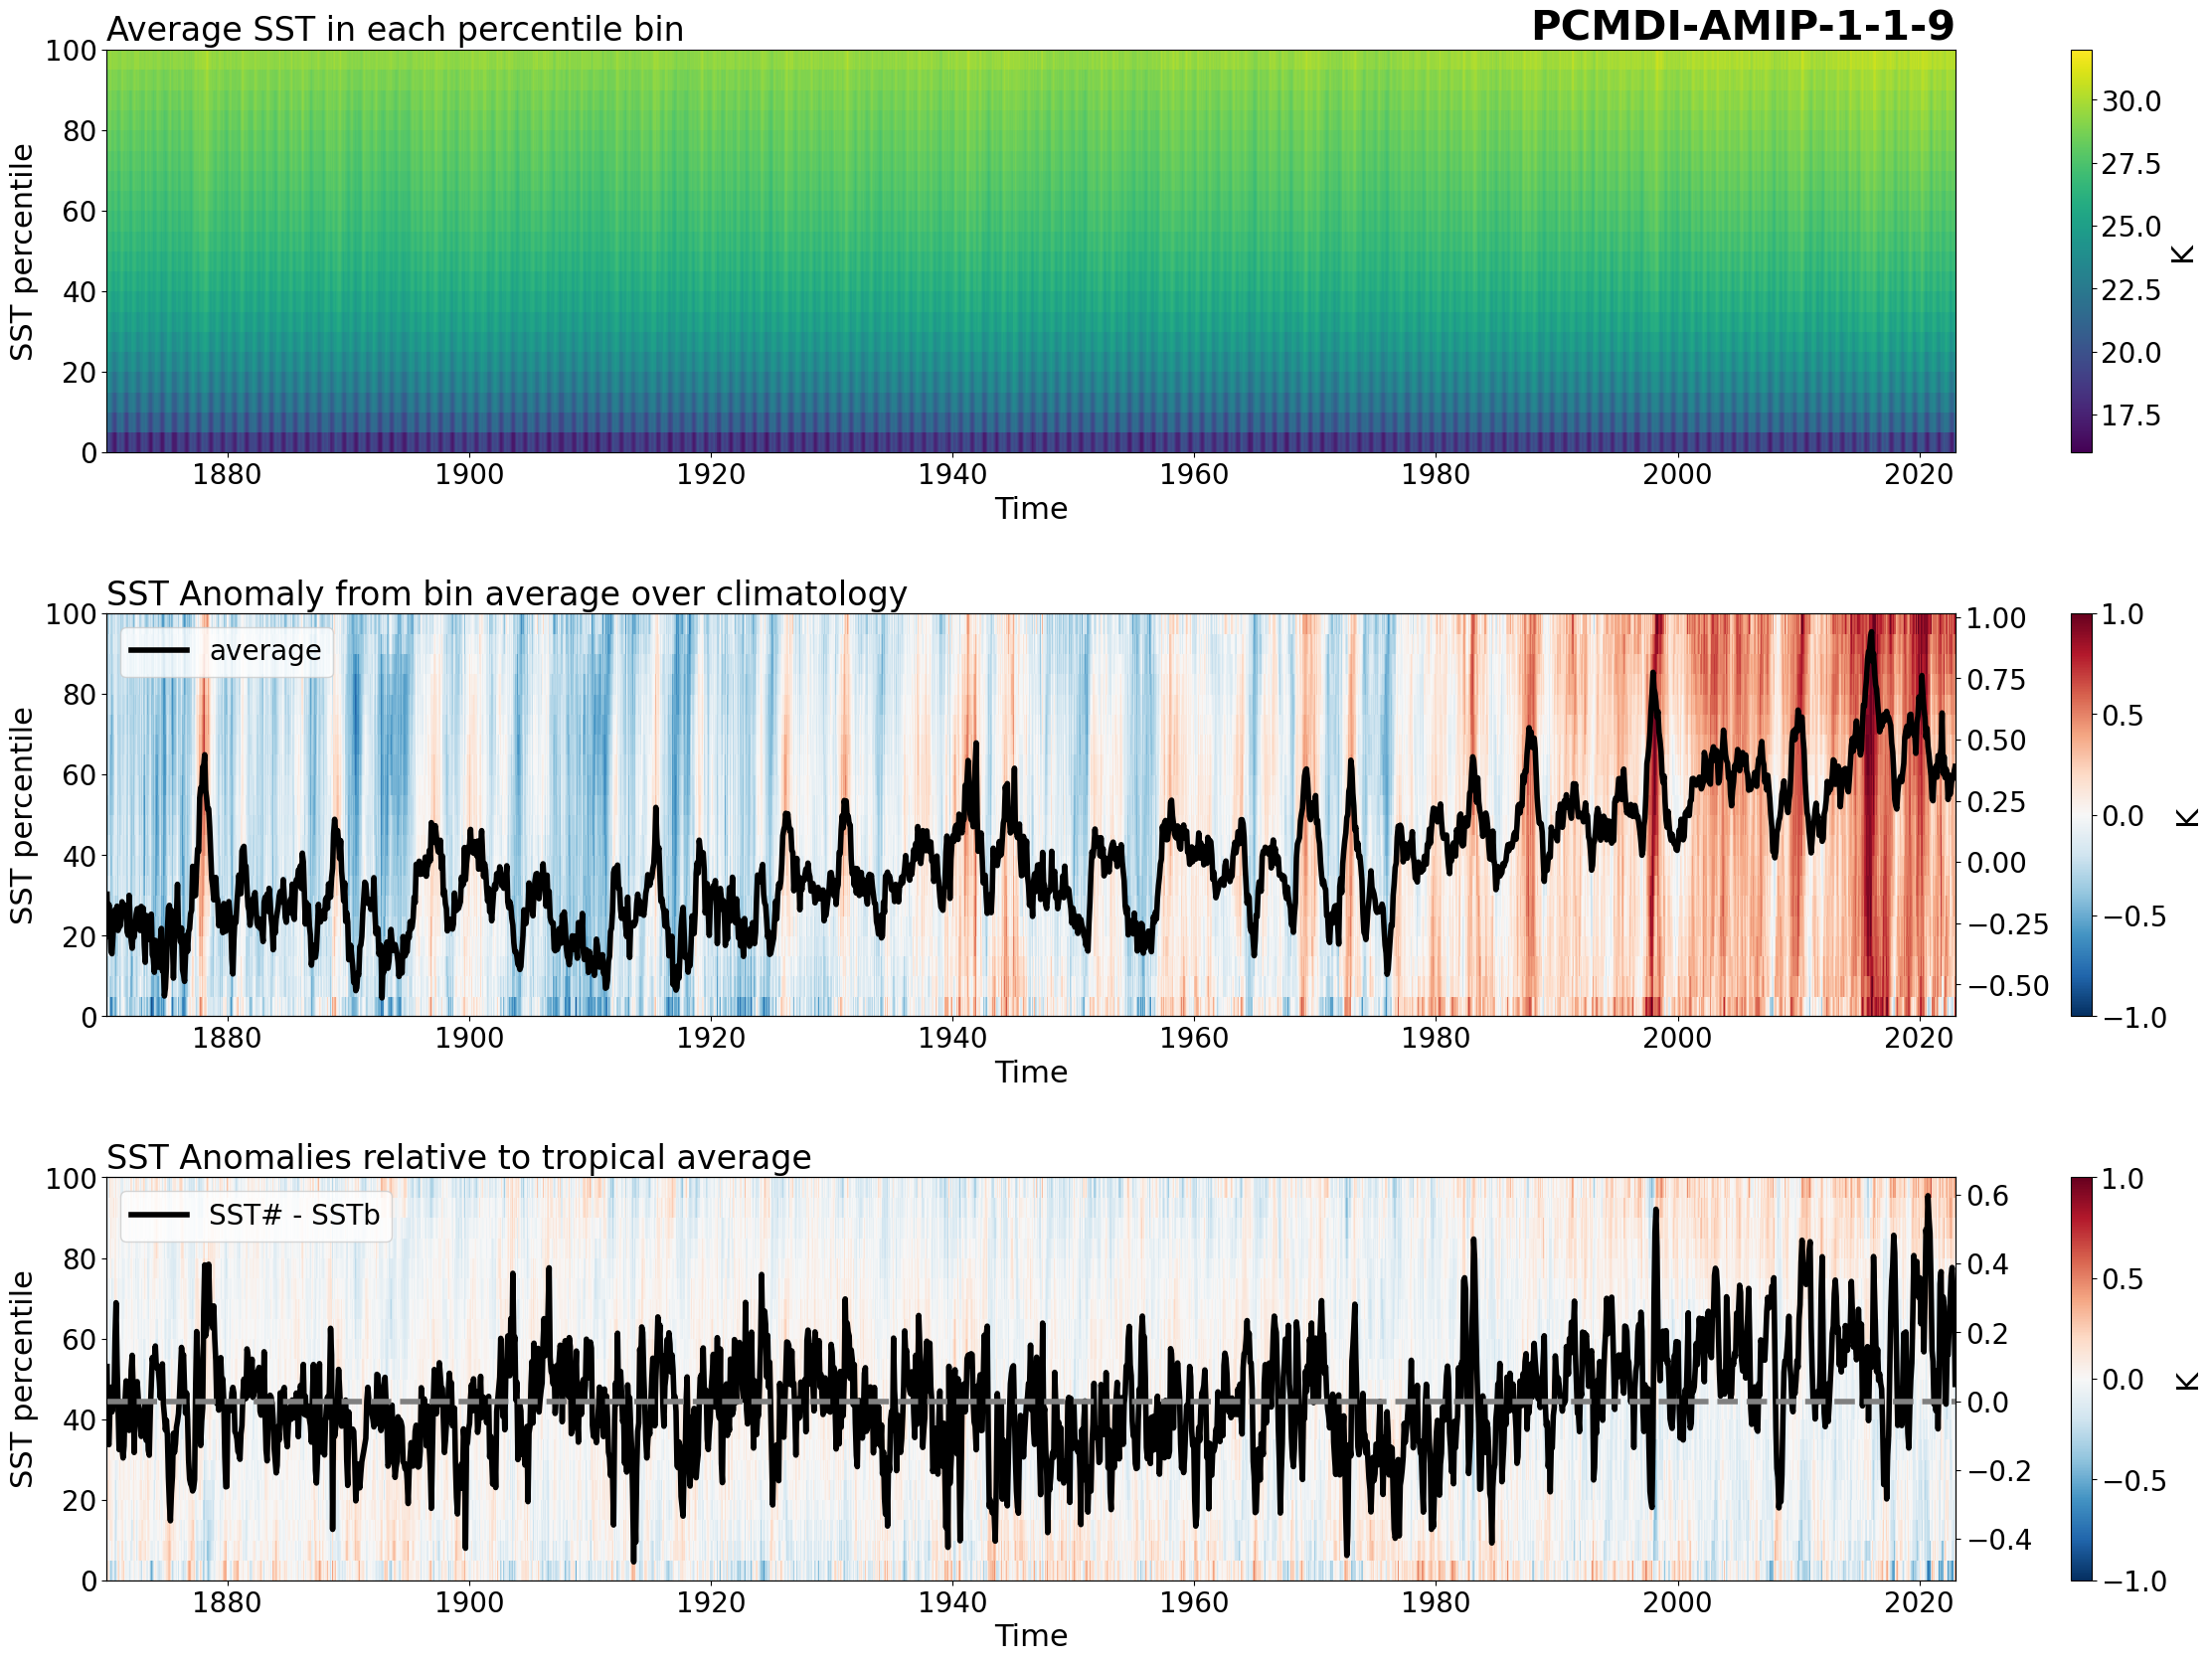 Average SST in each percentile bin
PCMDI-AMIP-1-1-9
SST percentile
100
80
60
40
20
0
1880 1900 1920 1940 1960 1980 2000 2020
Time
30.0
27.5
25.0
22.5
20.0
17.5
K
SST Anomaly from bin average over climatology
average
SST percentile
100
80
60
40
20
0
1880 1900 1920 1940 1960 1980 2000 2020
Time
1.00
0.75
0.50
0.25
0.00
−0.25
−0.50
1.0
0.5
0.0
−0.5
−1.0
K
SST Anomalies relative to tropical average
SST# - SSTb
SST percentile
100
80
60
40
20
0
1880 1900 1920 1940 1960 1980 2000 2020
Time
0.6
0.4
0.2
0.0
−0.2
−0.4
1.0
0.5
0.0
−0.5
−1.0
K